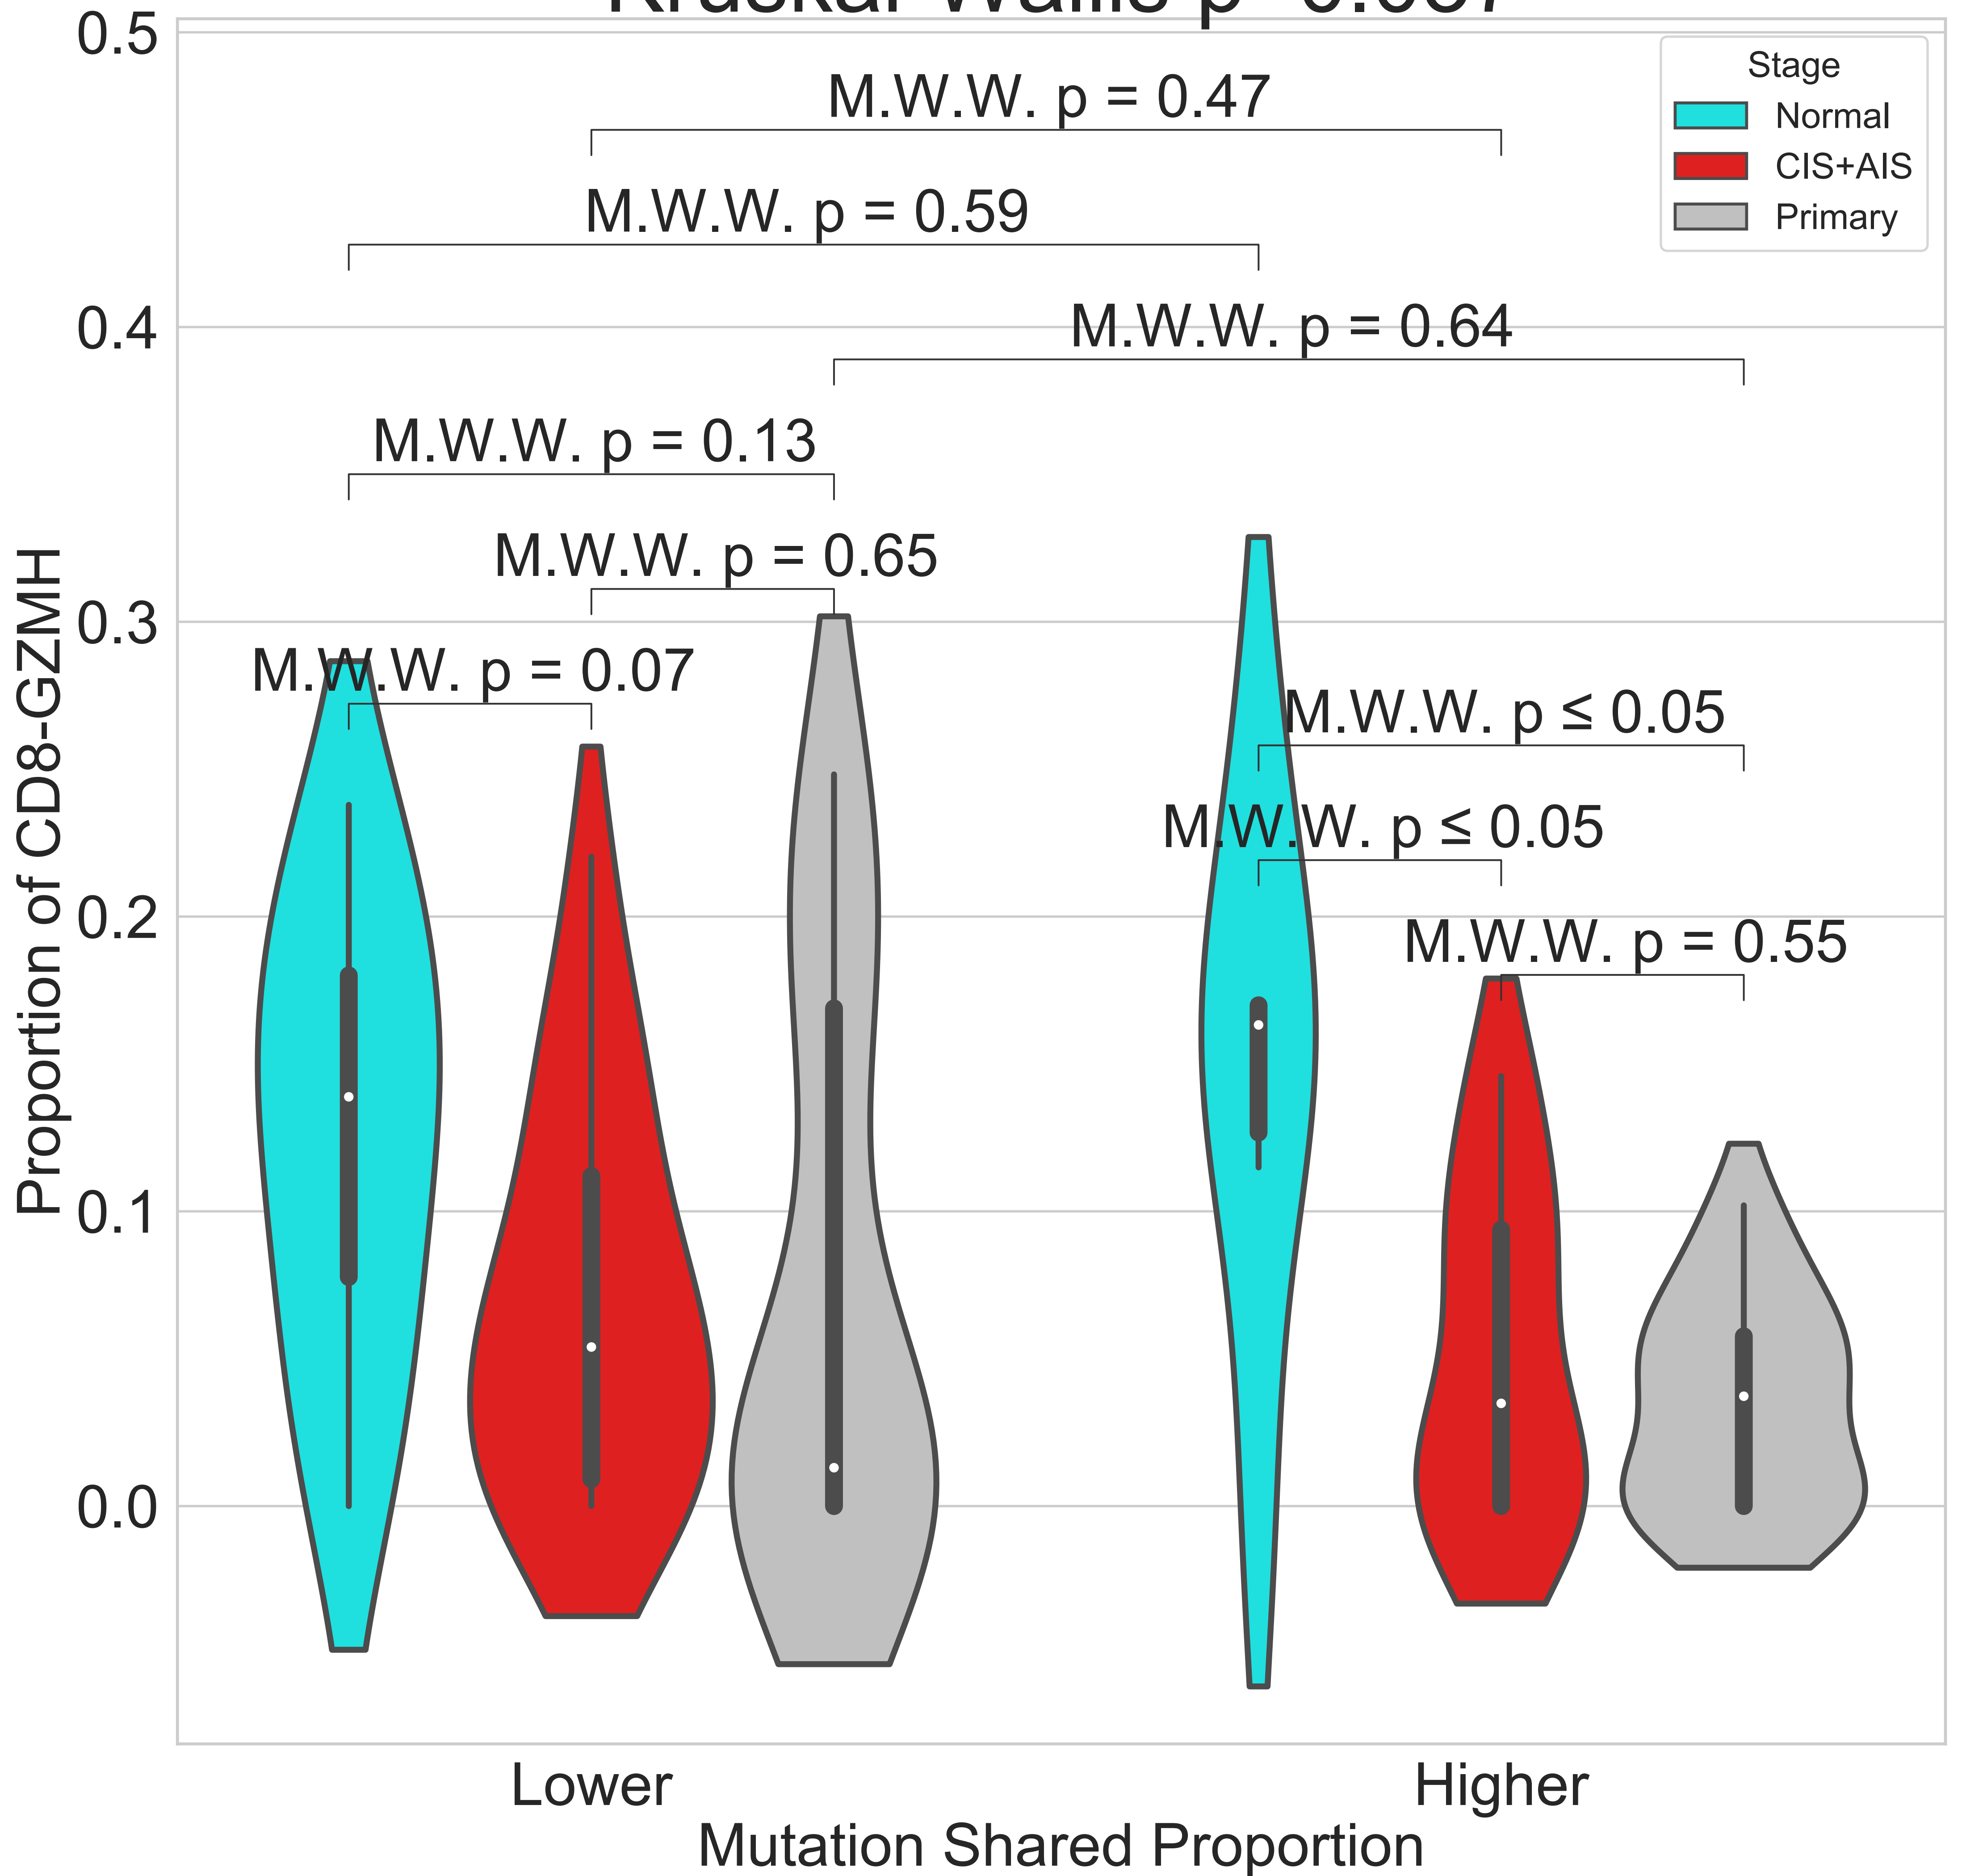 Kruskal Wallis p
0.5
Stage
Normal
CIS+AIS
Primary
M.W.W. p = 0.47
M.W.W. p = 0.59
0.4
M.W.W. p = 0.64
M.W.W. p = 0.13
M.W.W. p = 0.65
0.3
M.W.W. p = 0.07
M.W.W. p ≤ 0.05
M.W.W. p ≤ 0.05
0.2
M.W.W. p = 0.55
0.1
0.0
Proportion of CD8-GZMH
Lower
Higher
Mutation Shared Proportion